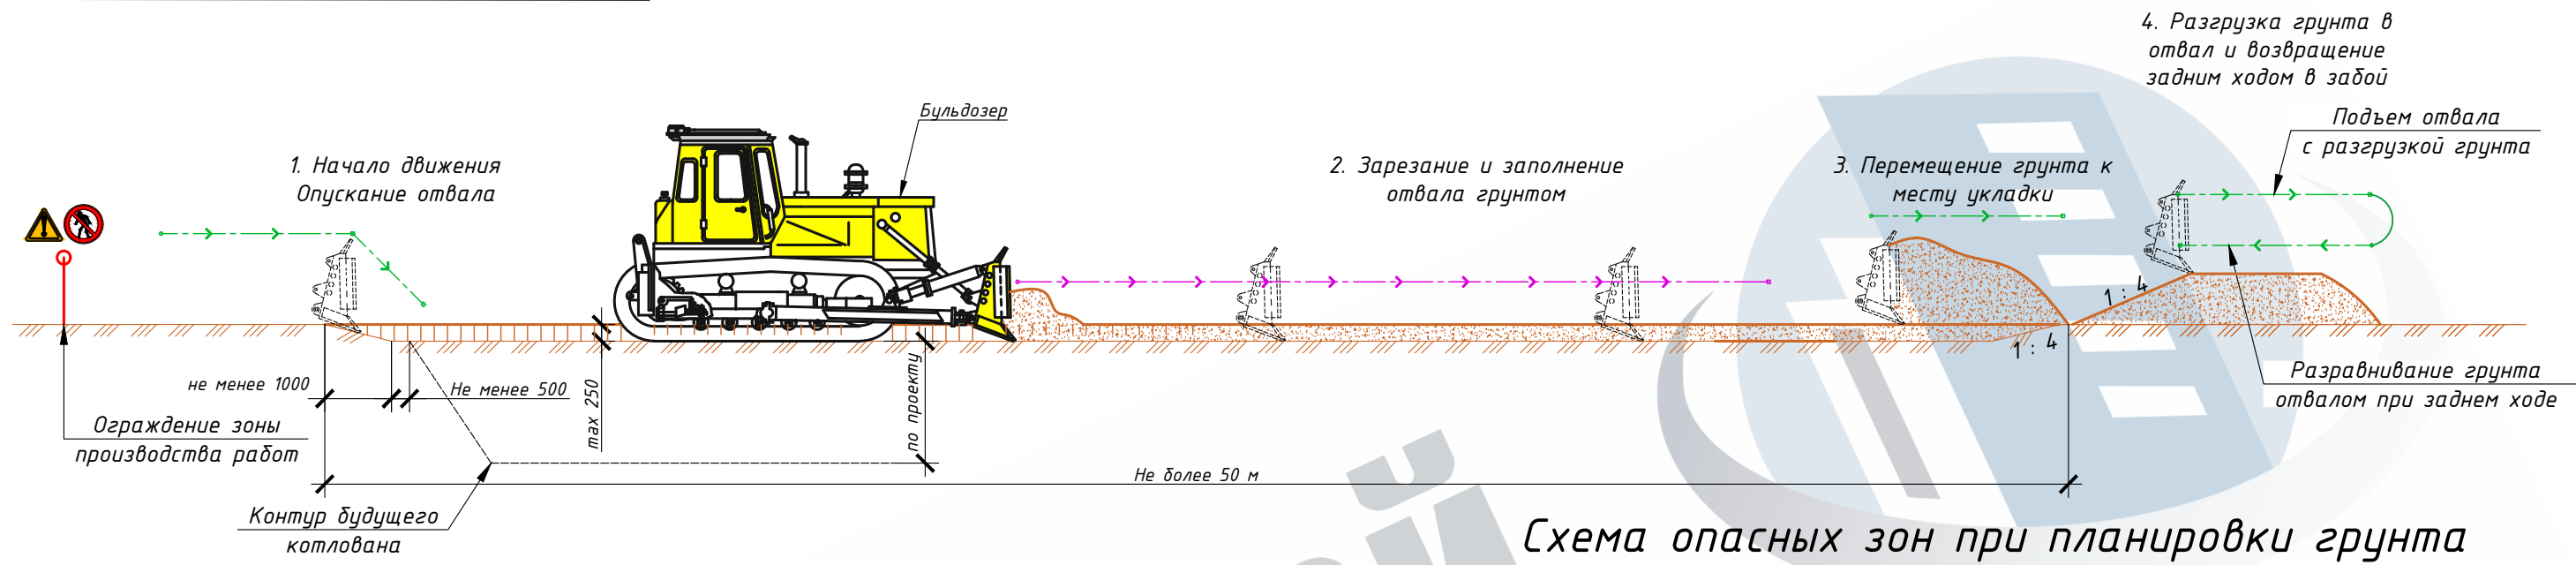 4. Разгрузка грунта в
отвал и возвращение
задним ходом в забой
Бульдозер
Подъем отвала
с разгрузкой грунта
1. Начало движения
Опускание отвала
2. Зарезание и заполнение
отвала грунтом
3. Перемещение грунта к
месту укладки
1 : 4
1 : 4
не менее 1000
Не менее 500
max 250
по проекту
Разравнивание грунта
отвалом при заднем ходе
Ограждение зоны
производства работ
Не более 50 м
Контур будущего
котлована
Схема опасных зон при планировки грунта